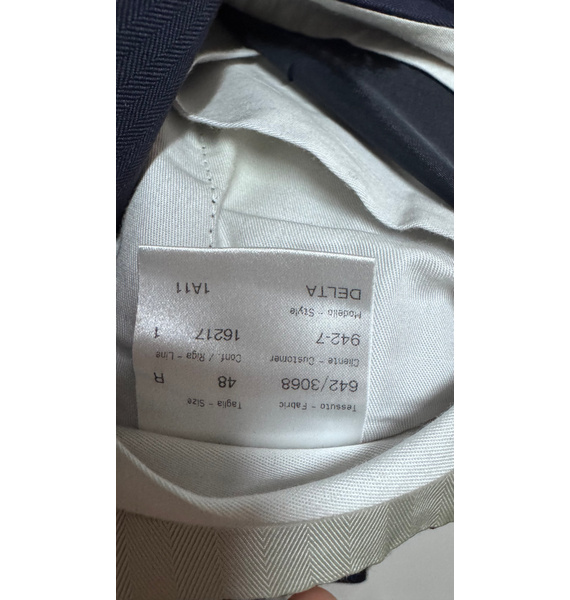 Tessuto - Fabric Taglia - Size
642/3068 48 R
Cliente - Customer Conf. / Riga - Line
942-7 16217 1
Modello - Style
DELTA 1A11